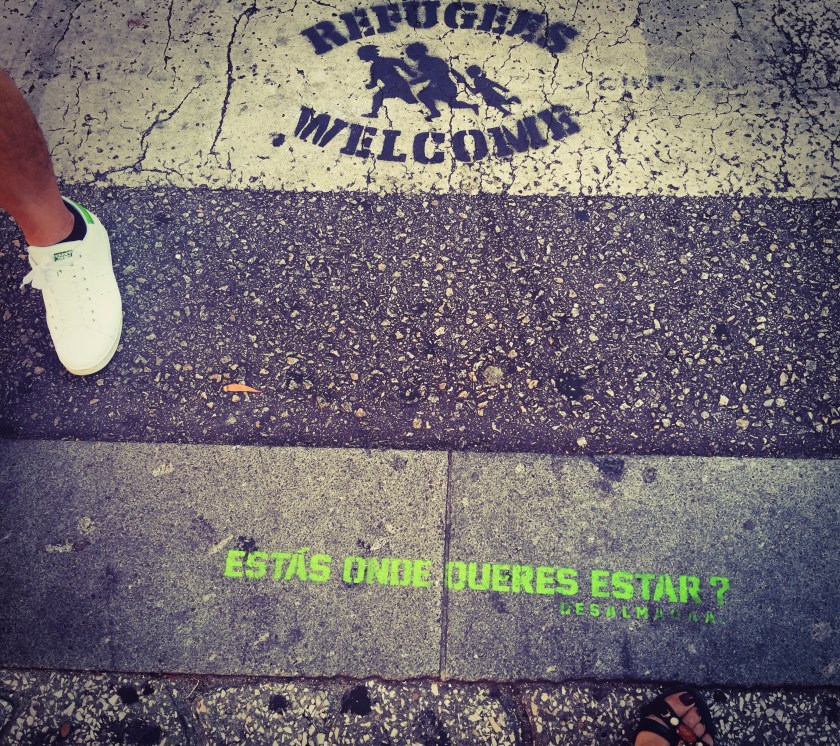 REFUGEES
WELCOME
ESTÁS ONDE QUERES ESTAR?